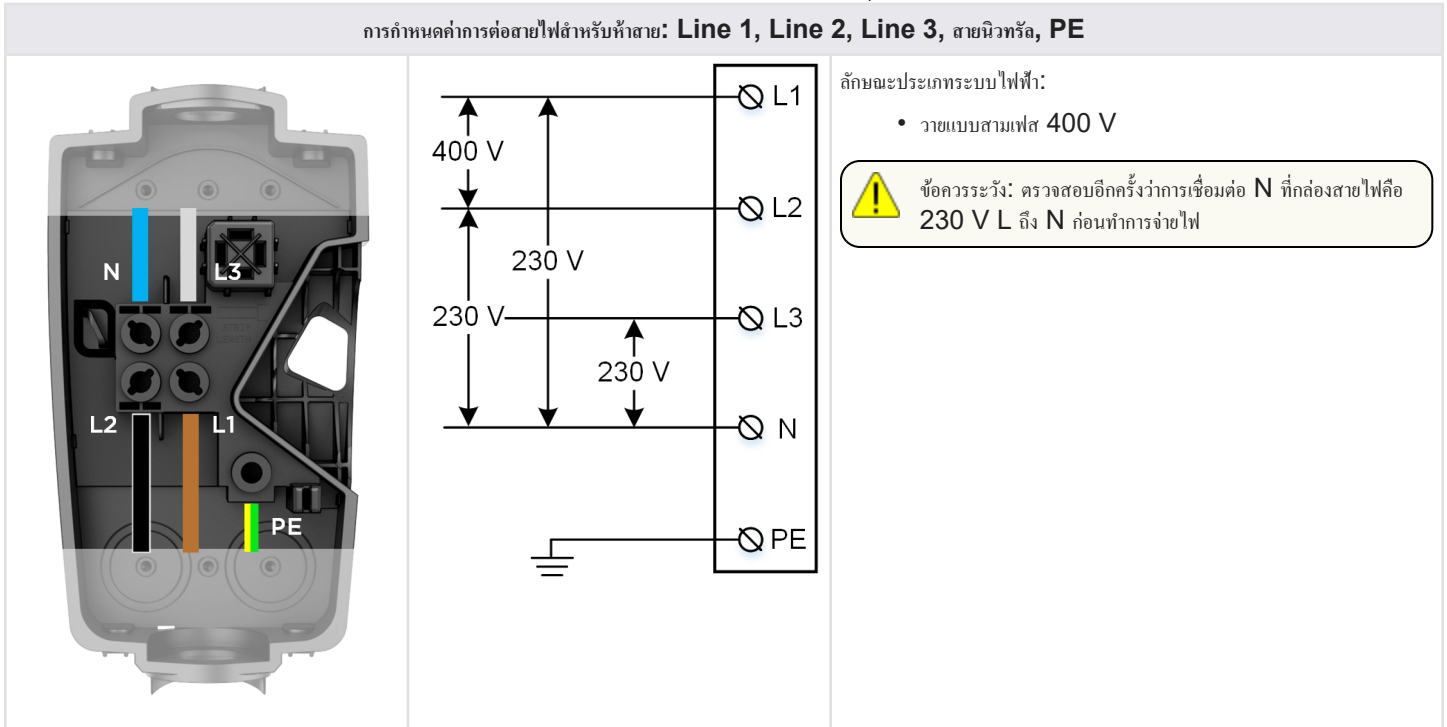 การกำหนดค่าการต่อสายไฟสำหรับห้าสาย: Line 1, Line 2, Line 3, สายนิวทรัล, PE
N
L3
L2
L1
PE
L1
400 V
L2
230 V
230 V
L3
230 V
N
PE
ลักษณะประเภทระบบไฟฟ้า:
• วายแบบสามเฟส 400 V
ข้อควรระวัง: ตรวจสอบอีกครั้งว่าการเชื่อมต่อ N ที่กล่องสายไฟคือ
230 V L ถึง N ก่อนทำการจ่ายไฟ